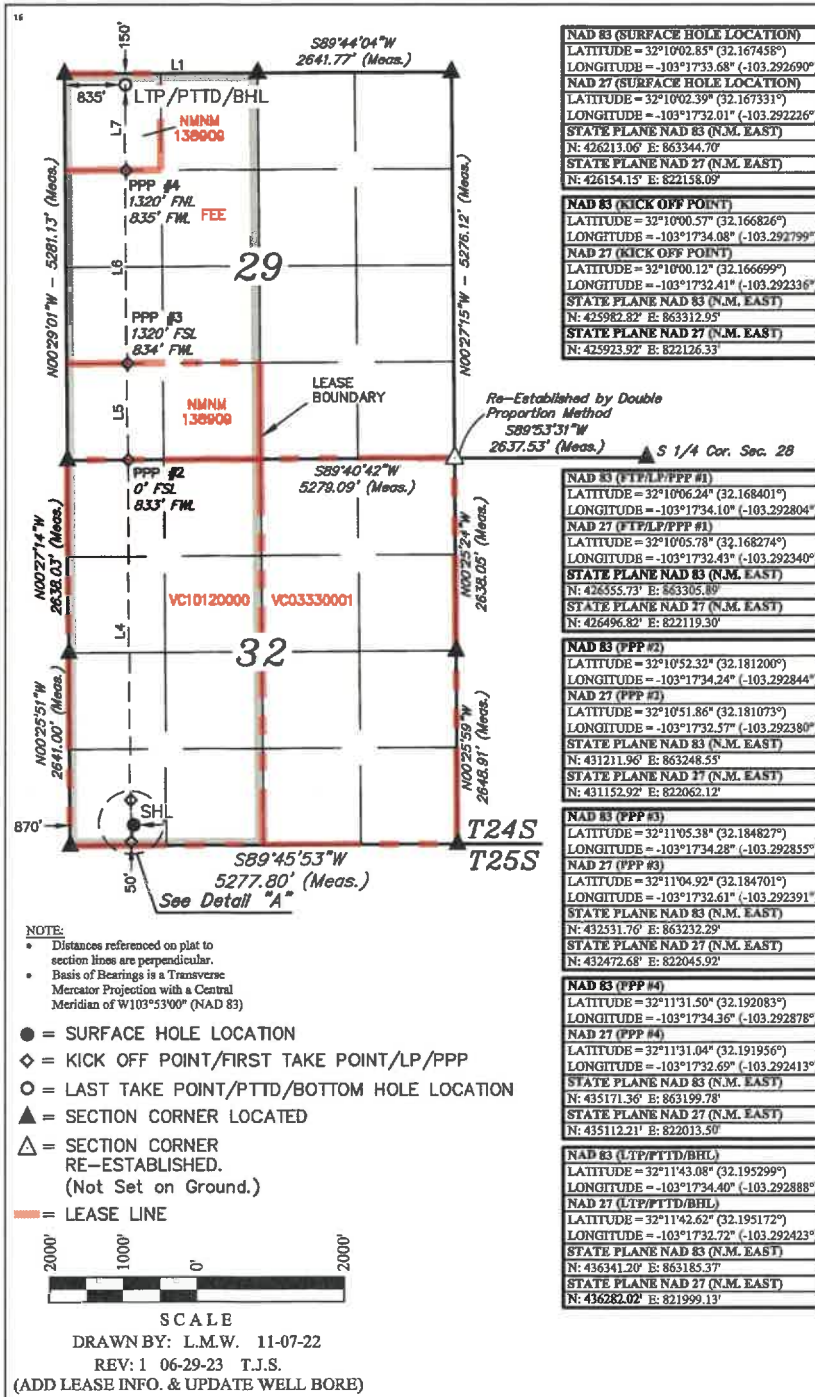 16
150'
L1
S89°44'04"W
2641.77' (Meas.)
835'
LTP/PTTD/BHL
L7
NMNM
138909
PPP #4
1320' FNL
835' FWL
FEE
N00°29'01"W - 5281.13' (Meas.)
L6
29
N00°27'15"W - 5276.12' (Meas.)
PPP #3
1320' FSL
834' FWL
L5
NMNM
138909
LEASE
BOUNDARY
Re-Established by Double
Proportion Method
S89°53'31"W
2637.53' (Meas.)
S 1/4 Cor. Sec. 28
PPP #2
0' FSL
833' FWL
S89°40'42"W
5279.09' (Meas.)
N00°27'14"W
2638.03' (Meas.)
L4
VC10120000
VC03330001
N00°25'24"W
2638.05' (Meas.)
32
N00°25'51"W
2641.00' (Meas.)
N00°25'59"W
2648.91' (Meas.)
870'
SHL
50'
T24S
T25S
S89°45'53"W
5277.80' (Meas.)
See Detail "A"
NOTE:
• Distances referenced on plat to
section lines are perpendicular.
• Basis of Bearings is a Transverse
Mercator Projection with a Central
Meridian of W103°53'00" (NAD 83)
= SURFACE HOLE LOCATION
= KICK OFF POINT/FIRST TAKE POINT/LP/PPP
= LAST TAKE POINT/PTTD/BOTTOM HOLE LOCATION
= SECTION CORNER LOCATED
= SECTION CORNER
RE-ESTABLISHED.
(Not Set on Ground.)
= LEASE LINE
2000'
1000'
0'
2000'
SCALE
DRAWN BY: L.M.W. 11-07-22
REV: 1 06-29-23 T.J.S.
(ADD LEASE INFO. & UPDATE WELL BORE)
NAD 83 (SURFACE HOLE LOCATION)
LATITUDE = 32°10'02.85" (32.167458°)
LONGITUDE = -103°17'33.68" (-103.292690°)
NAD 27 (SURFACE HOLE LOCATION)
LATITUDE = 32°10'02.39" (32.167331°)
LONGITUDE = -103°17'32.01" (-103.292226°)
STATE PLANE NAD 83 (N.M. EAST)
N: 426213.06' E: 863344.70'
STATE PLANE NAD 27 (N.M. EAST)
N: 426154.15' E: 822158.09'
NAD 83 (KICK OFF POINT)
LATITUDE = 32°10'00.57" (32.166826°)
LONGITUDE = -103°17'34.08" (-103.292799°)
NAD 27 (KICK OFF POINT)
LATITUDE = 32°10'00.12" (32.166699°)
LONGITUDE = -103°17'32.41" (-103.292336°)
STATE PLANE NAD 83 (N.M. EAST)
N: 425982.82' E: 863312.95'
STATE PLANE NAD 27 (N.M. EAST)
N: 425923.92' E: 822126.33'
NAD 83 (FTP/LP/PPP #1)
LATITUDE = 32°10'06.24" (32.168401°)
LONGITUDE = -103°17'34.10" (-103.292804°)
NAD 27 (FTP/LP/PPP #1)
LATITUDE = 32°10'05.78" (32.168274°)
LONGITUDE = -103°17'32.43" (-103.292340°)
STATE PLANE NAD 83 (N.M. EAST)
N: 426555.73' E: 863305.89'
STATE PLANE NAD 27 (N.M. EAST)
N: 426496.82' E: 822119.30'
NAD 83 (PPP #2)
LATITUDE = 32°10'52.32" (32.181200°)
LONGITUDE = -103°17'34.24" (-103.292844°)
NAD 27 (PPP #2)
LATITUDE = 32°10'51.86" (32.181073°)
LONGITUDE = -103°17'32.57" (-103.292380°)
STATE PLANE NAD 83 (N.M. EAST)
N: 431211.96' E: 863248.55'
STATE PLANE NAD 27 (N.M. EAST)
N: 431152.92' E: 822062.12'
NAD 83 (PPP #3)
LATITUDE = 32°11'05.38" (32.184827°)
LONGITUDE = -103°17'34.28" (-103.292855°)
NAD 27 (PPP #3)
LATITUDE = 32°11'04.92" (32.184701°)
LONGITUDE = -103°17'32.61" (-103.292391°)
STATE PLANE NAD 83 (N.M. EAST)
N: 432531.76' E: 863232.29'
STATE PLANE NAD 27 (N.M. EAST)
N: 432472.68' E: 822045.92'
NAD 83 (PPP #4)
LATITUDE = 32°11'31.50" (32.192083°)
LONGITUDE = -103°17'34.36" (-103.292878°)
NAD 27 (PPP #4)
LATITUDE = 32°11'31.04" (32.191956°)
LONGITUDE = -103°17'32.69" (-103.292413°)
STATE PLANE NAD 83 (N.M. EAST)
N: 435171.36' E: 863199.78'
STATE PLANE NAD 27 (N.M. EAST)
N: 435112.21' E: 822013.50'
NAD 83 (LTP/PTTD/BHL)
LATITUDE = 32°11'43.08" (32.195299°)
LONGITUDE = -103°17'34.40" (-103.292888°)
NAD 27 (LTP/PTTD/BHL)
LATITUDE = 32°11'42.62" (32.195172°)
LONGITUDE = -103°17'32.72" (-103.292423°)
STATE PLANE NAD 83 (N.M. EAST)
N: 436341.20' E: 863185.37'
STATE PLANE NAD 27 (N.M. EAST)
N: 436282.02' E: 821999.13'